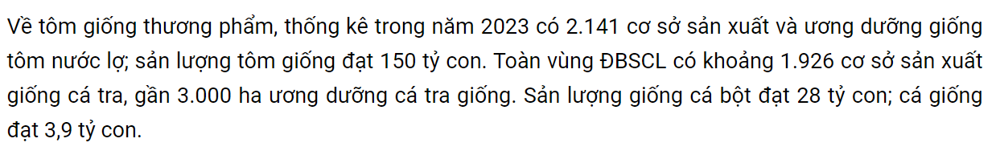 Về tôm giống thương phẩm, thống kê trong năm 2023 có 2.141 cơ sở sản xuất và ương dưỡng giống
tôm nước lợ; sản lượng tôm giống đạt 150 tỷ con. Toàn vùng ĐBSCL có khoảng 1.926 cơ sở sản xuất
giống cá tra, gần 3.000 ha ương dưỡng cá tra giống. Sản lượng giống cá bột đạt 28 tỷ con; cá giống
đạt 3,9 tỷ con.